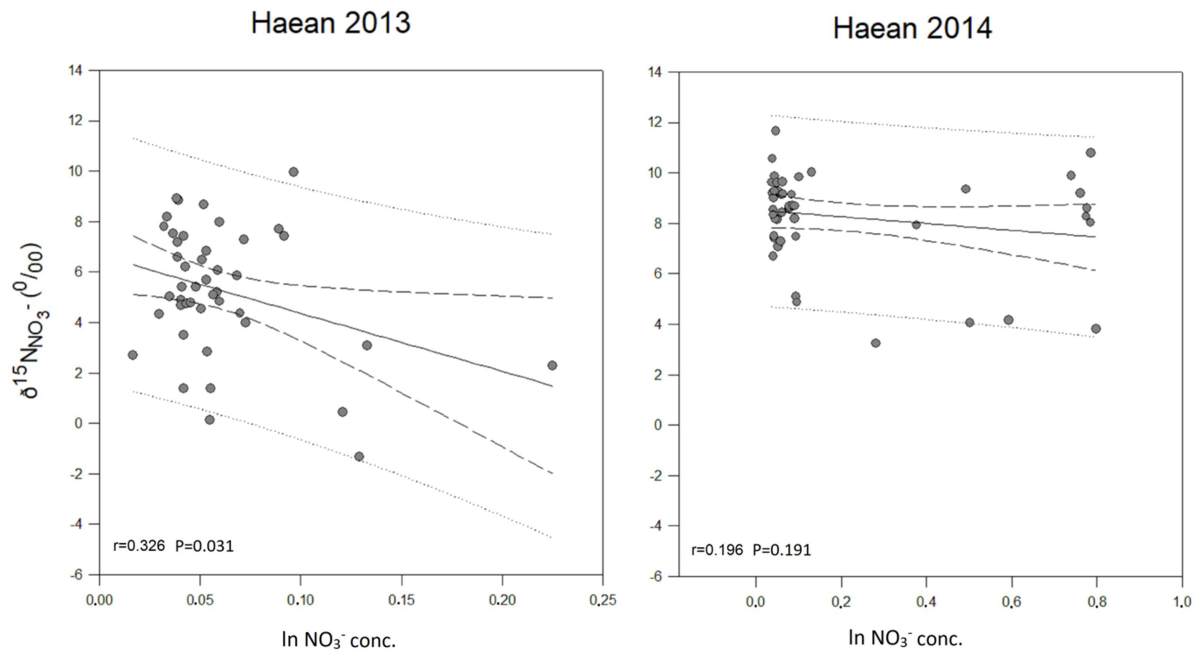 Haean 2013
Haean 2014
14
12
10
8
6
4
2
0
-2
-4
-6
ð¹⁵N_NO₃- (⁰/₀₀)
r=0.326 P=0.031
0.00 0.05 0.10 0.15 0.20 0.25
ln NO₃⁻ conc.
14
12
10
8
6
4
2
0
-2
-4
-6
r=0.196 P=0.191
0.0 0.2 0.4 0.6 0.8 1.0
ln NO₃⁻ conc.